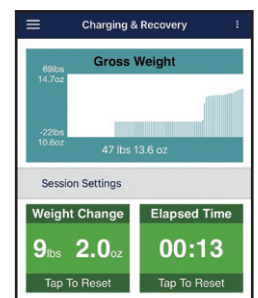 Charging & Recovery
Gross Weight
69lbs
14.7oz
-22lbs
10.6oz
47 lbs 13.6 oz
Session Settings
Weight Change
9lbs 2.0oz
Tap To Reset
Elapsed Time
00:13
Tap To Reset